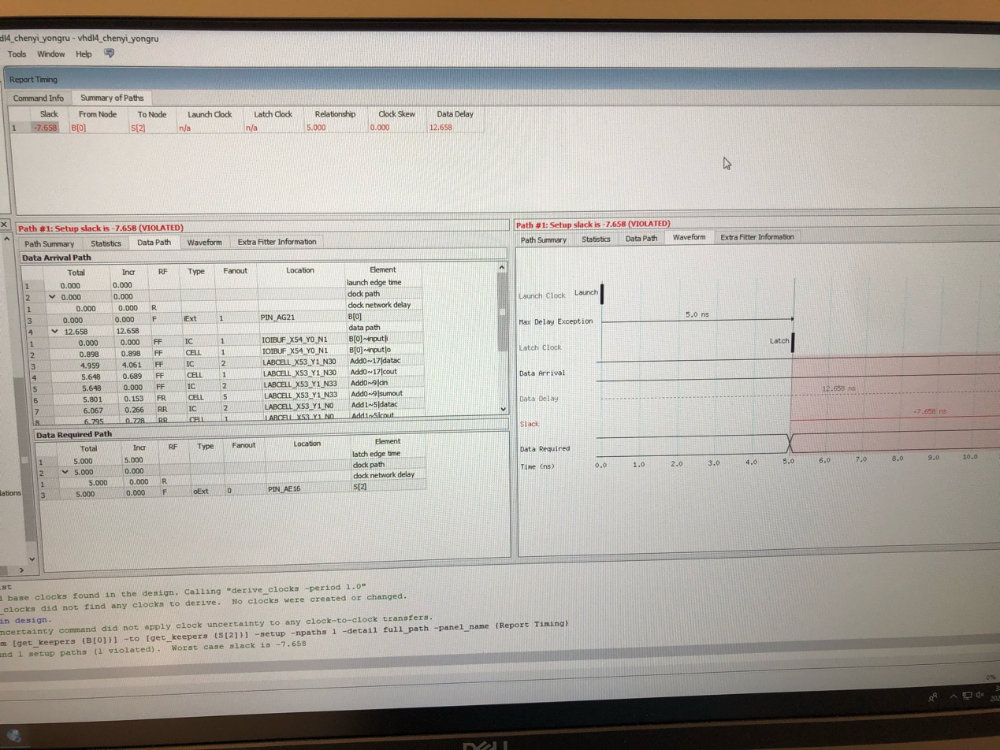 dl4_chenyi_yongru - vhdl4_chenyi_yongru
Tools Window Help
Report Timing
Command Info Summary of Paths
Slack From Node To Node Launch Clock Latch Clock Relationship Clock Skew Data Delay
1 -7.658 B[0] S[2] n/a n/a 5.000 0.000 12.658
Path #1: Setup slack is -7.658 (VIOLATED)
Path Summary Statistics Data Path Waveform Extra Fitter Information
Data Arrival Path
Total Incr RF Type Fanout Location Element
1 0.000 0.000 launch edge time
2 0.000 0.000 clock path
1 0.000 0.000 R clock network delay
3 0.000 0.000 F iExt 1 PIN_AG21 B[0]
4 12.658 12.658 data path
1 0.000 0.000 FF IC 1 IOIBUF_X54_Y0_N1 B[0]~input|i
2 0.898 0.898 FF CELL 1 IOIBUF_X54_Y0_N1 B[0]~input|o
3 4.959 4.061 FF IC 2 LABCELL_X53_Y1_N30 Add0~17|datac
4 5.648 0.689 FF CELL 1 LABCELL_X53_Y1_N30 Add0~17|cout
5 5.648 0.000 FF IC 2 LABCELL_X53_Y1_N33 Add0~9|cin
6 5.801 0.153 FR CELL 5 LABCELL_X53_Y1_N33 Add0~9|sumout
7 6.067 0.266 RR IC 2 LABCELL_X53_Y1_N0 Add1~5|datac
8 6.795 0.728 RR CELL 1 LABCELL_X53_Y1_N0 Add1~5|cout
Data Required Path
Total Incr RF Type Fanout Location Element
1 5.000 5.000 latch edge time
2 5.000 0.000 clock path
1 5.000 0.000 R clock network delay
3 5.000 0.000 F oExt 0 PIN_AE16 S[2]
Path #1: Setup slack is -7.658 (VIOLATED)
Path Summary Statistics Data Path Waveform Extra Fitter Information
Launch Clock Launch
Max Delay Exception 5.0 ns
Latch Clock Latch
Data Arrival
Data Delay 12.658 ns
Slack -7.658 ns
Data Required
Time (ns) 0.0 1.0 2.0 3.0 4.0 5.0 6.0 7.0 8.0 9.0 10.0
lations
st
d base clocks found in the design. Calling "derive_clocks -period 1.0"
_clocks did not find any clocks to derive. No clocks were created or changed.
in design.
ncertainty command did not apply clock uncertainty to any clock-to-clock transfers.
m [get_keepers {B[0]}] -to [get_keepers {S[2]}] -setup -npaths 1 -detail full_path -panel_name {Report Timing}
nd 1 setup paths (1 violated). Worst case slack is -7.658
0%
202
DELL